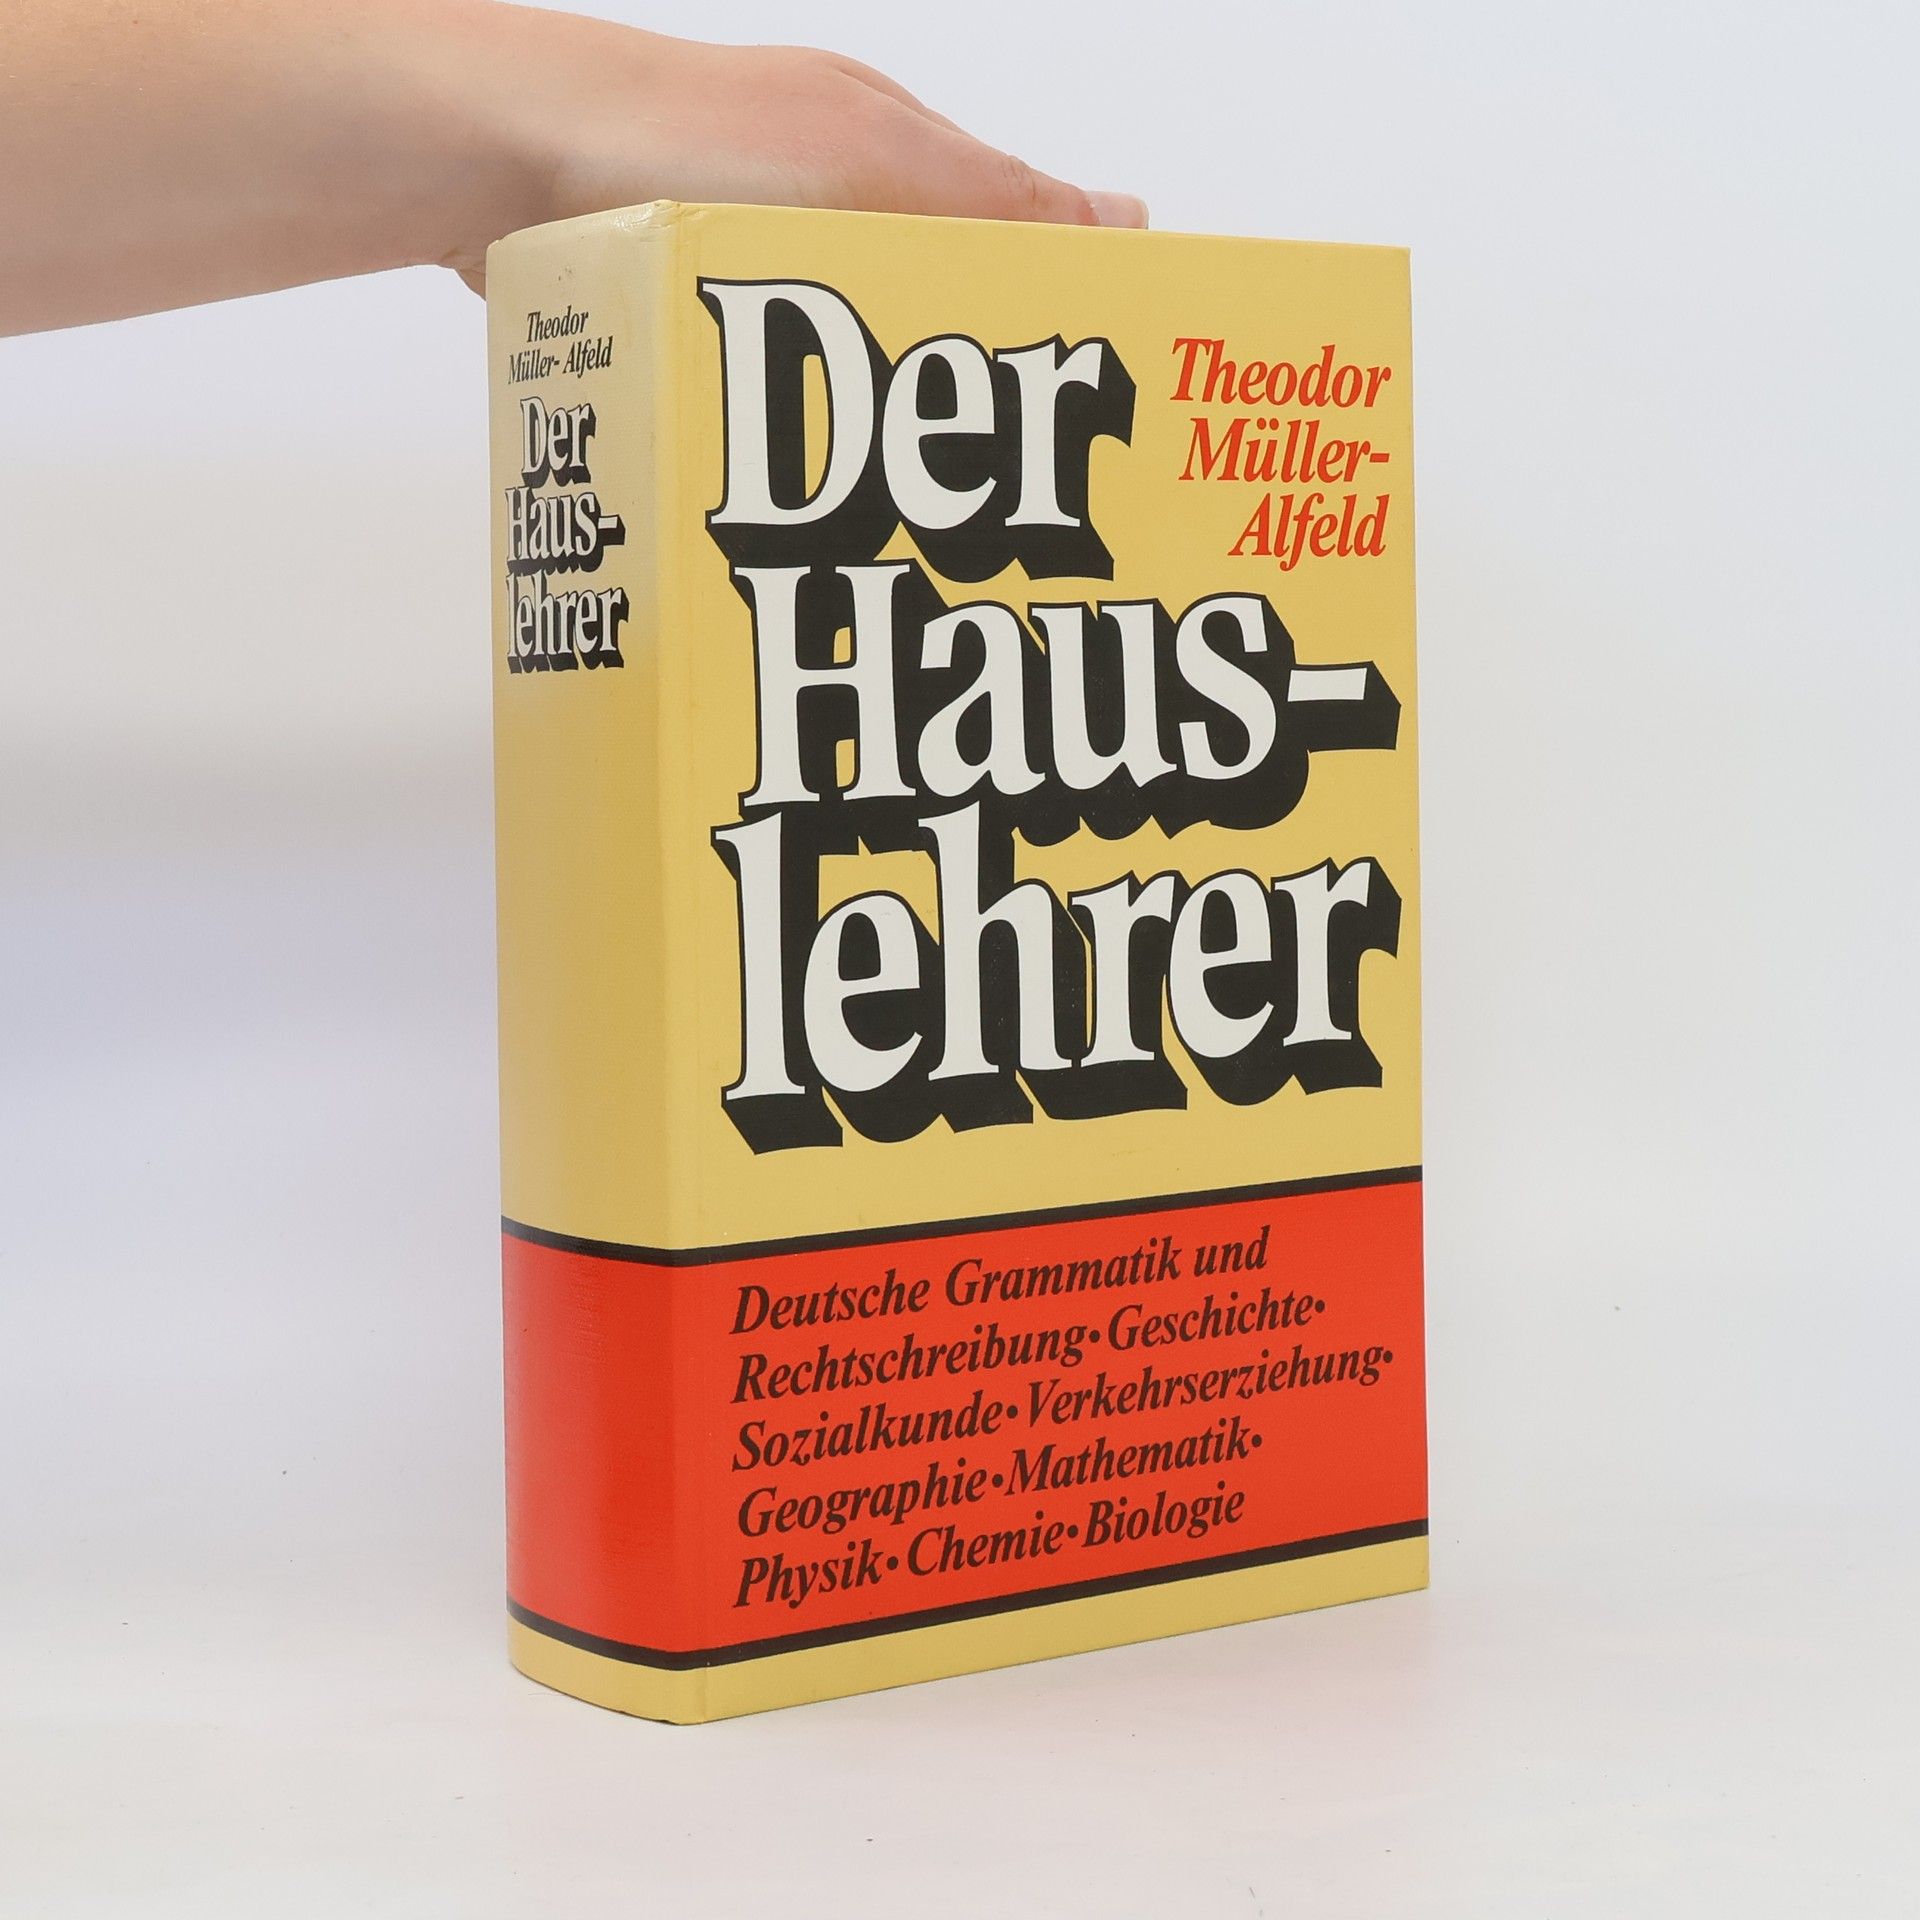 Theodor
Müller- Alfeld
Der
Haus-
lehrer
Der
Haus-
lehrer
Theodor
Müller-
Alfeld
Deutsche Grammatik und
Rechtschreibung•Geschichte•
Sozialkunde•Verkehrserziehung•
Geographie•Mathematik•
Physik•Chemie•Biologie